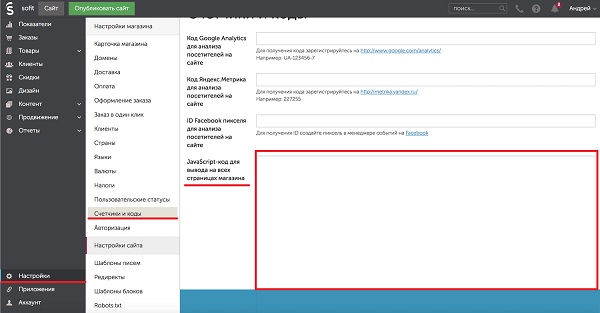 sofit
Сайт
Опубликовать сайт
поиск...
2
Андрей
Показатели
Заказы
Товары
Клиенты
Скидки
Дизайн
Контент
Продвижение
Отчеты
Настройки
Приложения
Аккаунт
Настройки магазина
Карточка магазина
Домены
Доставка
Оплата
Оформление заказа
Заказ в один клик
Клиенты
Страны
Языки
Валюты
Налоги
Пользовательские статусы
Счетчики и коды
Авторизация
Настройки сайта
Шаблоны писем
Редиректы
Шаблоны блоков
Robots.txt
Счетчики и коды
Код Google Analytics
для анализа
посетителей на
сайте
Для получения кода зарегистрируйтесь на http://www.google.com/analytics/
Например: UA-123456-7
Код Яндекс.Метрика
для анализа
посетителей на
сайте
Для получения кода зарегистрируйтесь на http://metrika.yandex.ru/
Например: 227255
ID Facebook пикселя
для анализа
посетителей на
сайте
Для получения ID создайте пиксель в менеджере событий на facebook
JavaScript-код для
вывода на всех
страницах магазина